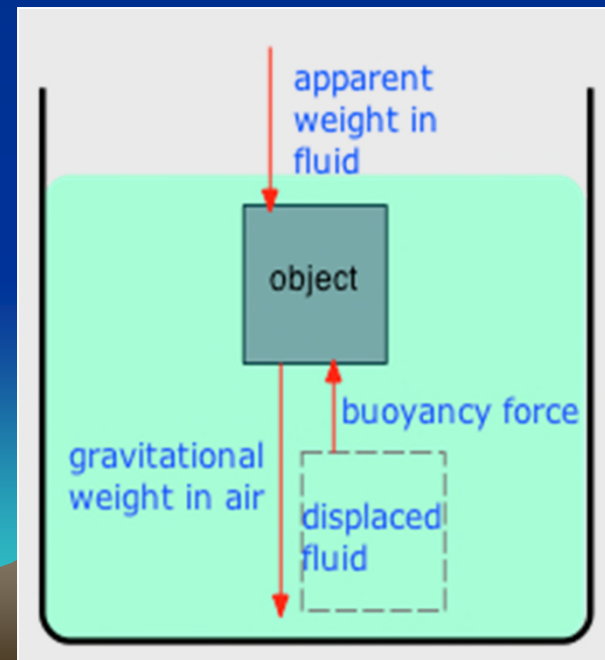 apparent
weight in
fluid
object
buoyancy force
gravitational
weight in air
displaced
fluid